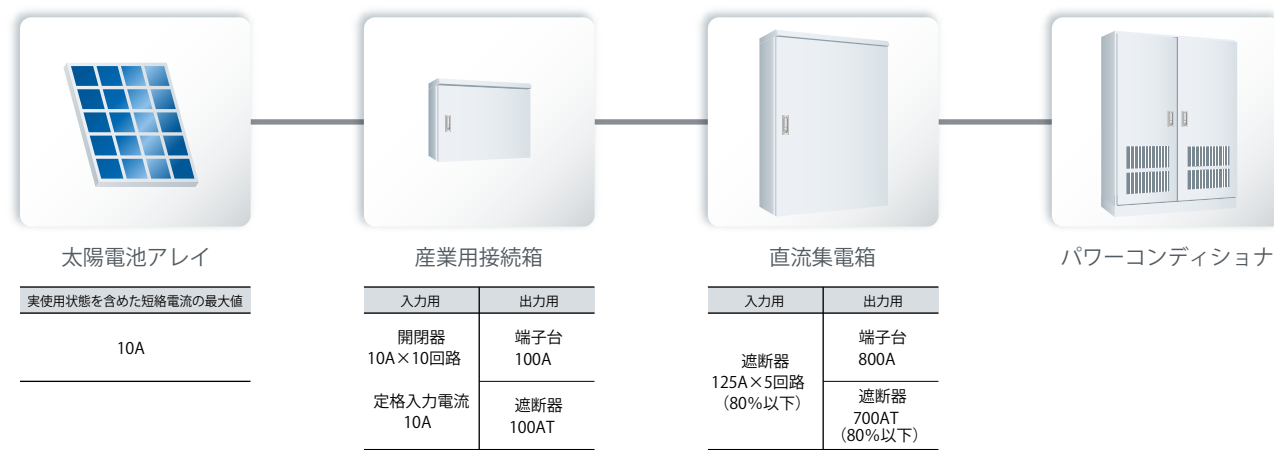 太陽電池アレイ
実使用状態を含めた短絡電流の最大値
10A
産業用接続箱
入力用
出力用
開閉器
10A×10回路
定格入力電流
10A
端子台
100A
遮断器
100AT
直流集電箱
入力用
出力用
遮断器
125A×5回路
（80%以下）
端子台
800A
遮断器
700AT
（80%以下）
パワーコンディショナ